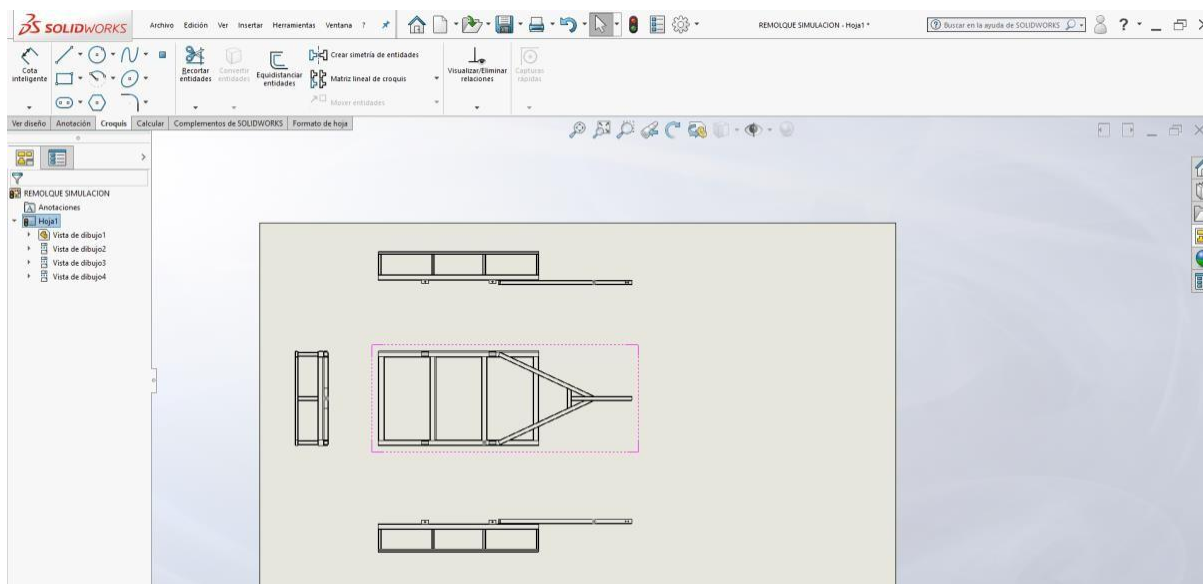 SOLIDWORKS Archivo Edición Ver Insertar Herramientas Ventana ? REMOLQUE SIMULACION - Hoja1 * Buscar en la ayuda de SOLIDWORKS ?
Cota inteligente
Recortar entidades
Convertir entidades
Equidistanciar entidades
Crear simetría de entidades
Matriz lineal de croquis
Mover entidades
Visualizar/Eliminar relaciones
Capturas rápidas
Ver diseño Anotación Croquis Calcular Complementos de SOLIDWORKS Formato de hoja
REMOLQUE SIMULACION
Anotaciones
Hoja1
Vista de dibujo1
Vista de dibujo2
Vista de dibujo3
Vista de dibujo4